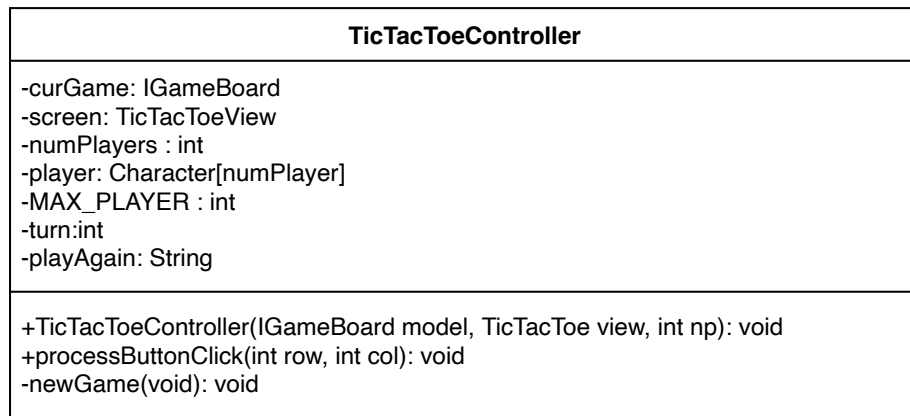 TicTacToeController
-curGame: IGameBoard
-screen: TicTacToeView
-numPlayers : int
-player: Character[numPlayer]
-MAX_PLAYER : int
-turn:int
-playAgain: String
+TicTacToeController(IGameBoard model, TicTacToe view, int np): void
+processButtonClick(int row, int col): void
-newGame(void): void